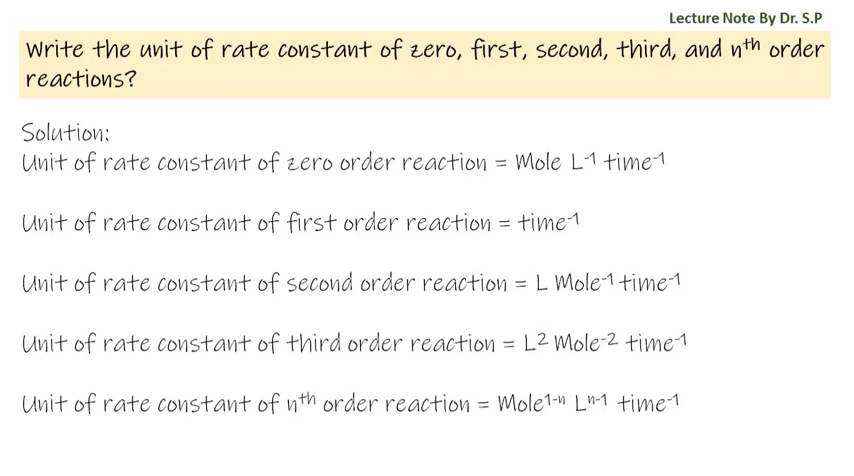 Lecture Note By Dr. S.P
Write the unit of rate constant of zero, first, second, third, and nᵗʰ order
reactions?
Solution:
Unit of rate constant of zero order reaction = Mole L⁻¹ time⁻¹
Unit of rate constant of first order reaction = time⁻¹
Unit of rate constant of second order reaction = L Mole⁻¹ time⁻¹
Unit of rate constant of third order reaction = L² Mole⁻² time⁻¹
Unit of rate constant of nᵗʰ order reaction = Mole¹⁻ⁿ Lⁿ⁻¹ time⁻¹